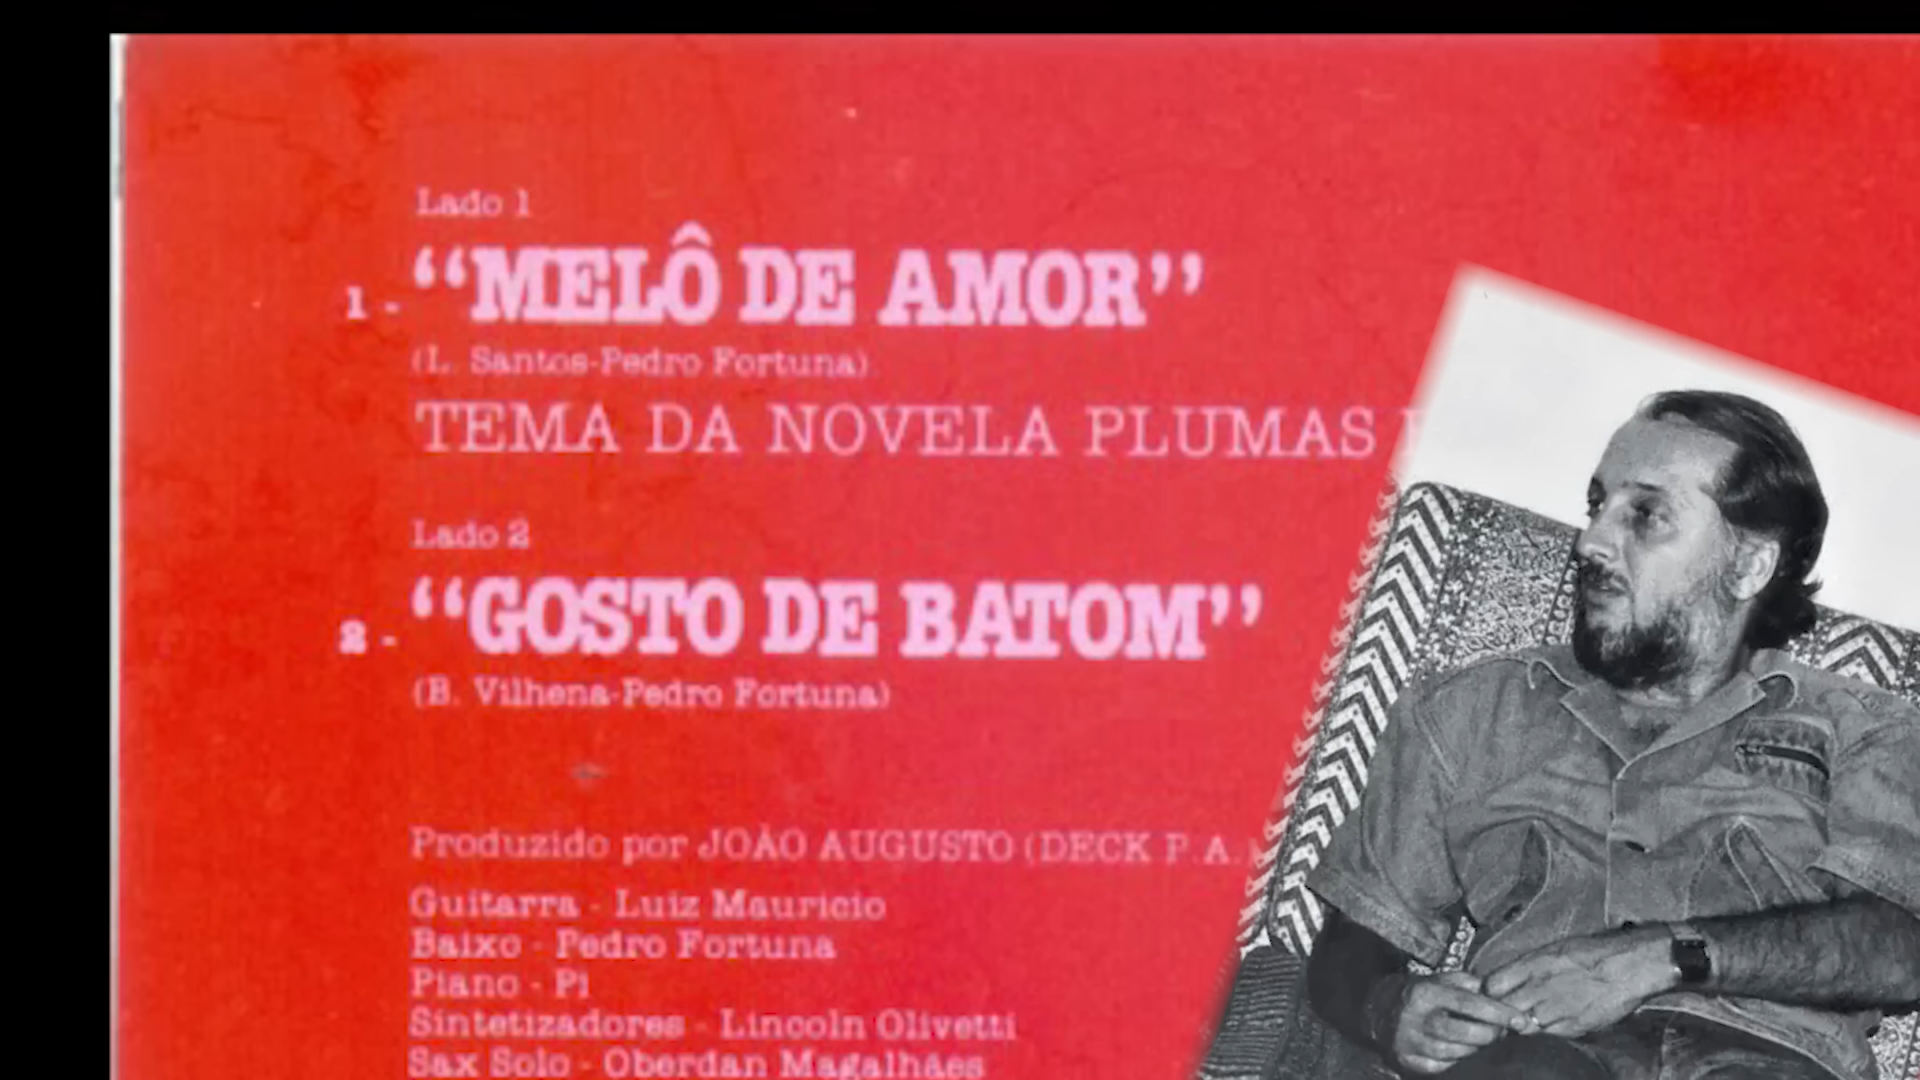 Lado 1
1 - “MELÔ DE AMOR”
(L. Santos-Pedro Fortuna)
TEMA DA NOVELA PLUMAS
Lado 2
2 - “GOSTO DE BATOM”
(B. Vilhena-Pedro Fortuna)
Produzido por JOÃO AUGUSTO (DECK P.A.)
Guitarra - Luiz Mauricio
Baixo - Pedro Fortuna
Piano - Pi
Sintetizadores - Lincoln Olivetti
Sax Solo - Oberdan Magalhães